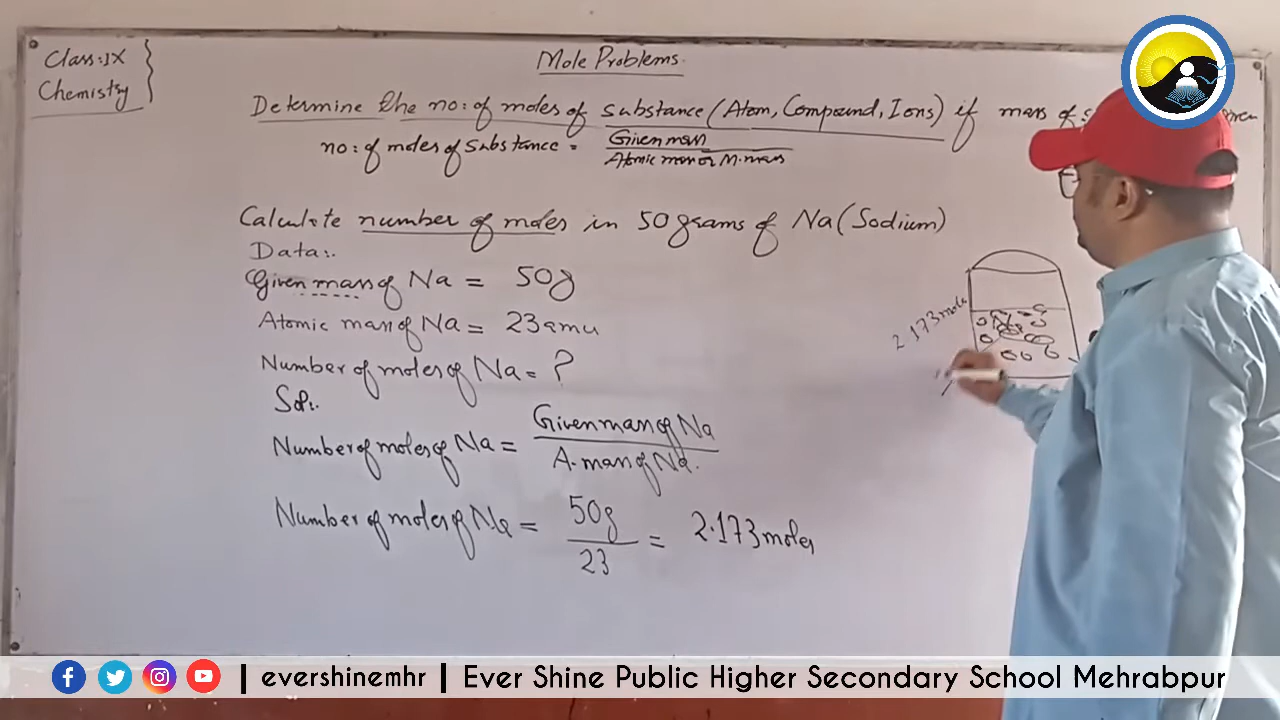 Class: IX
Chemistry
Mole Problems.
Determine the no: of moles of substance (Atom, Compound, Ions) if mass of
no: of moles of substance = Given mass
Atomic mass or M.mass
Calculate number of moles in 50 grams of Na (Sodium)
Data:.
Given mass of Na = 50g
Atomic mass of Na = 23amu
Number of moles of Na = ?
Sol:.
Number of moles of Na = Given mass of Na
A.mass of Na.
Number of moles of Na = 50g
23
= 2.173 moles
2.173 mole
| evershinemhr | Ever Shine Public Higher Secondary School Mehrabpur